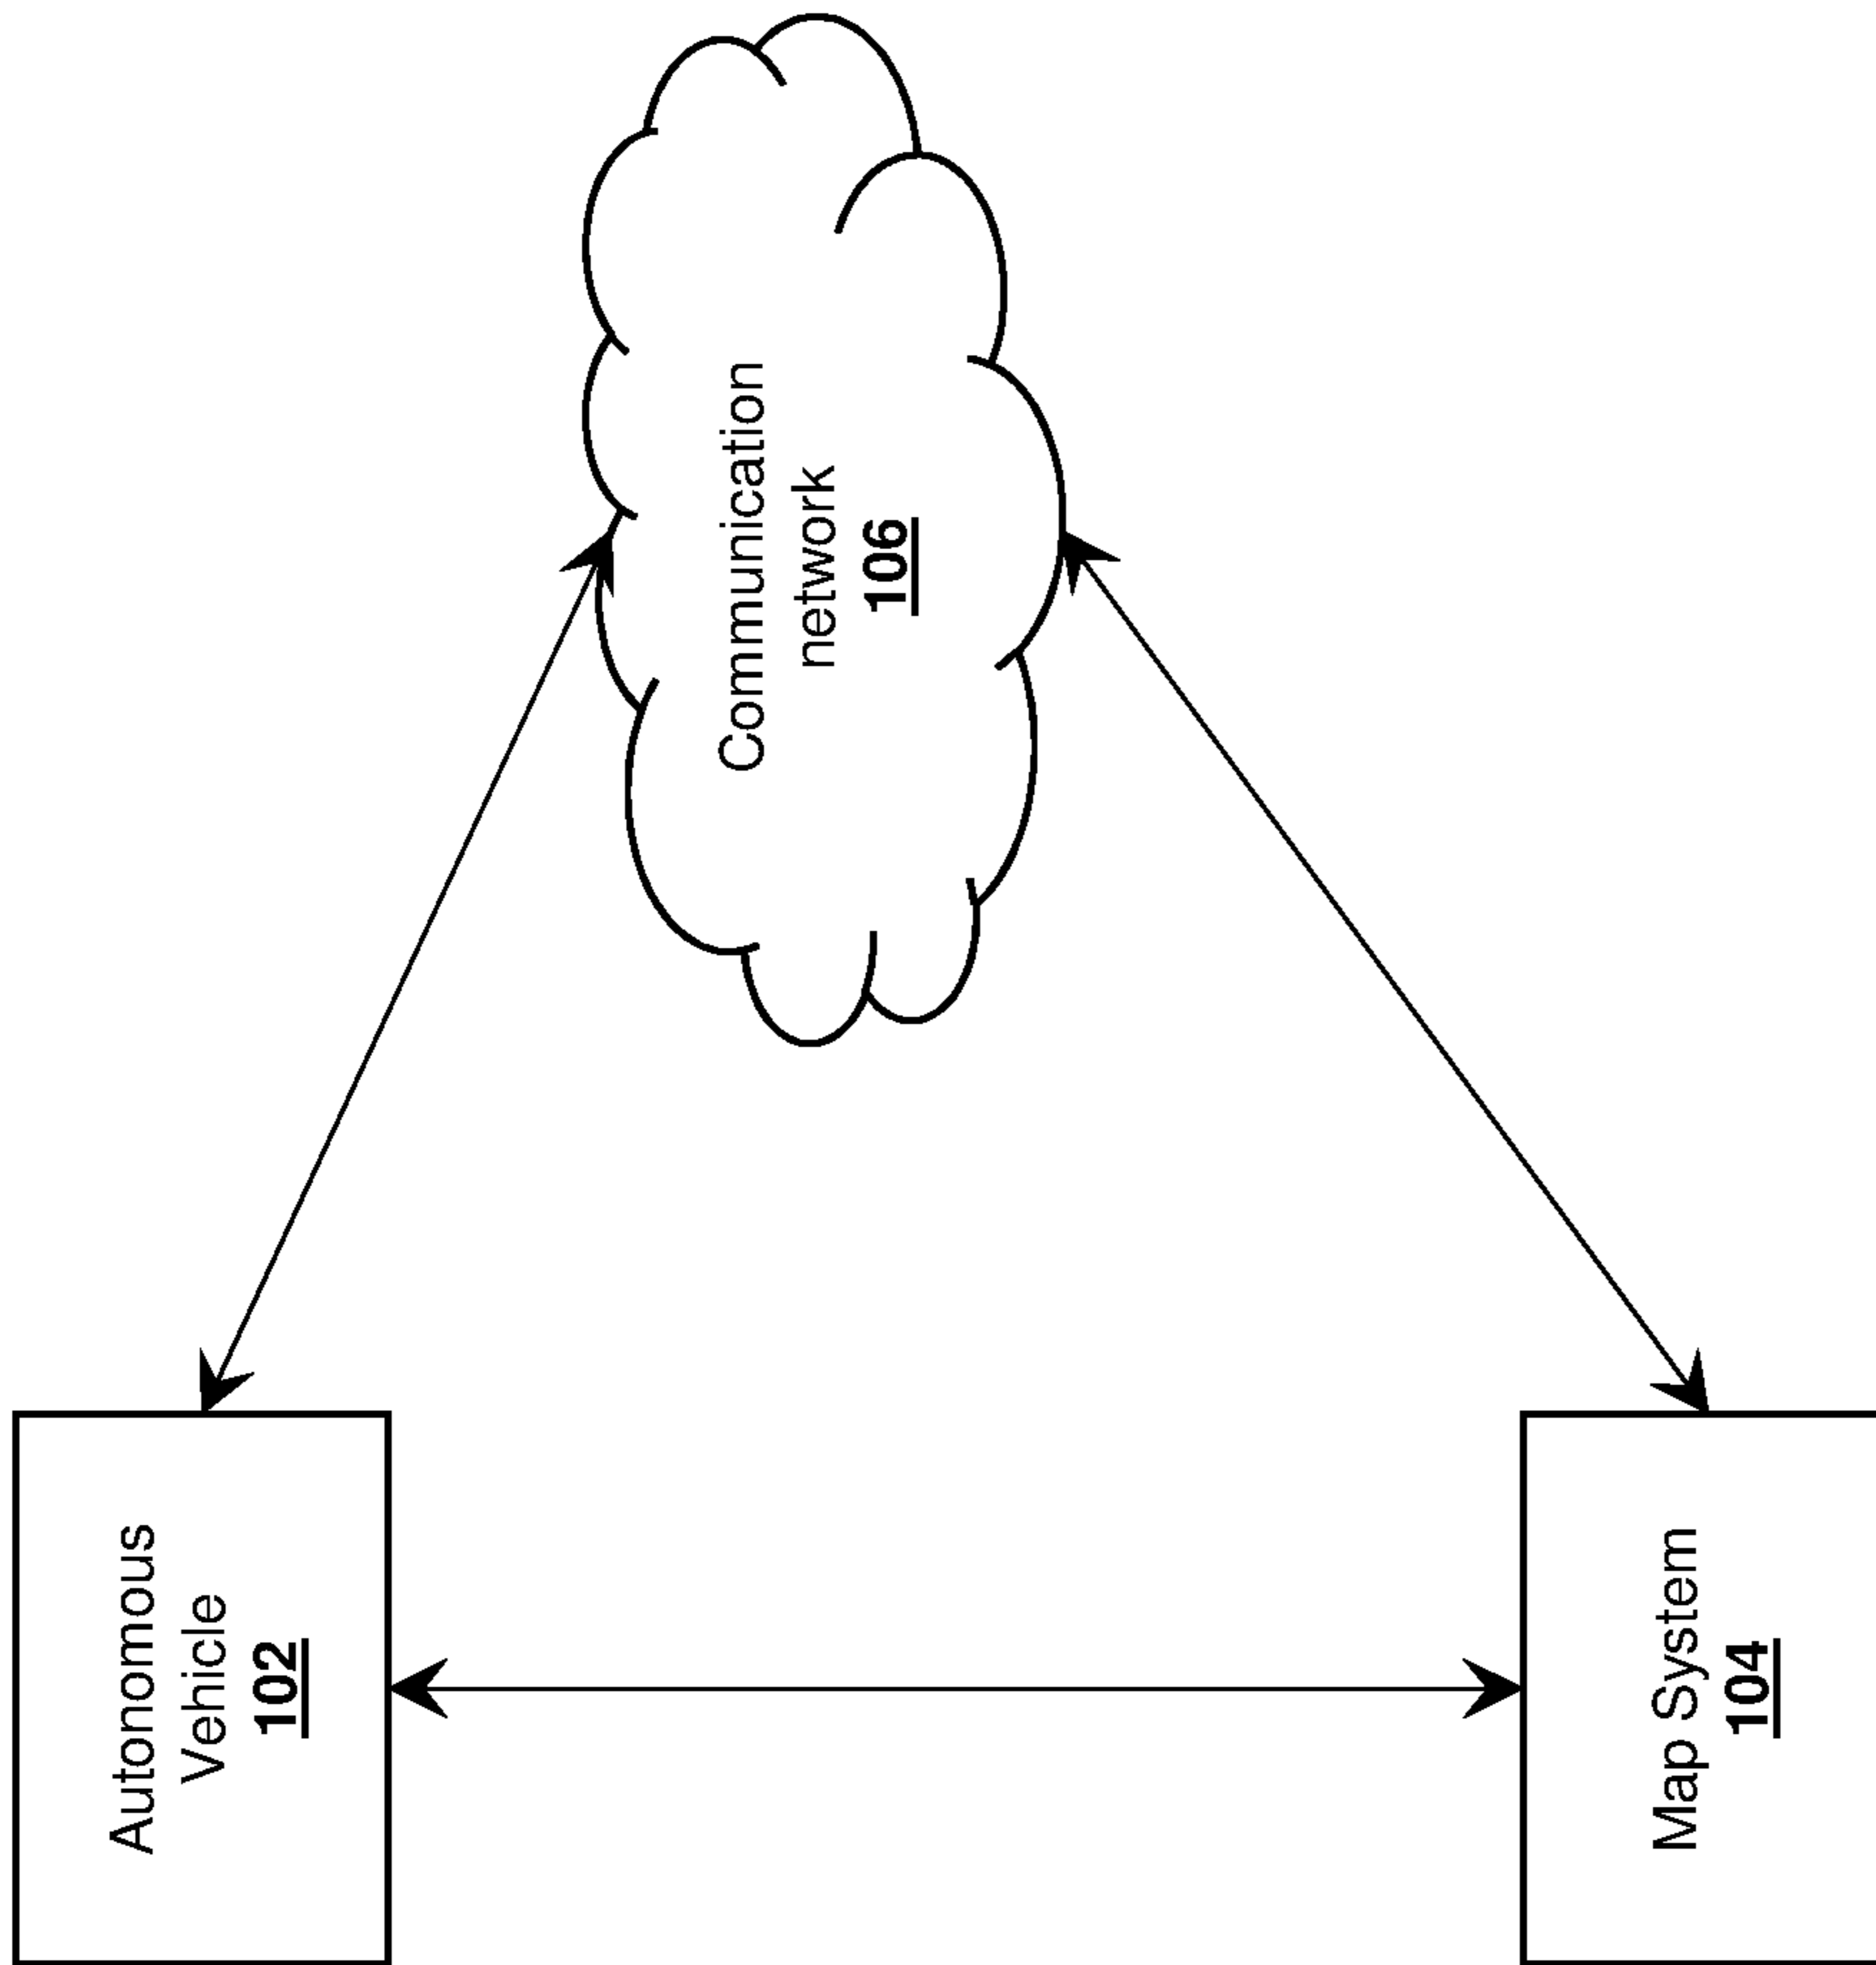 Autonomous
Vehicle
102
Communication
network
106
Map System
104